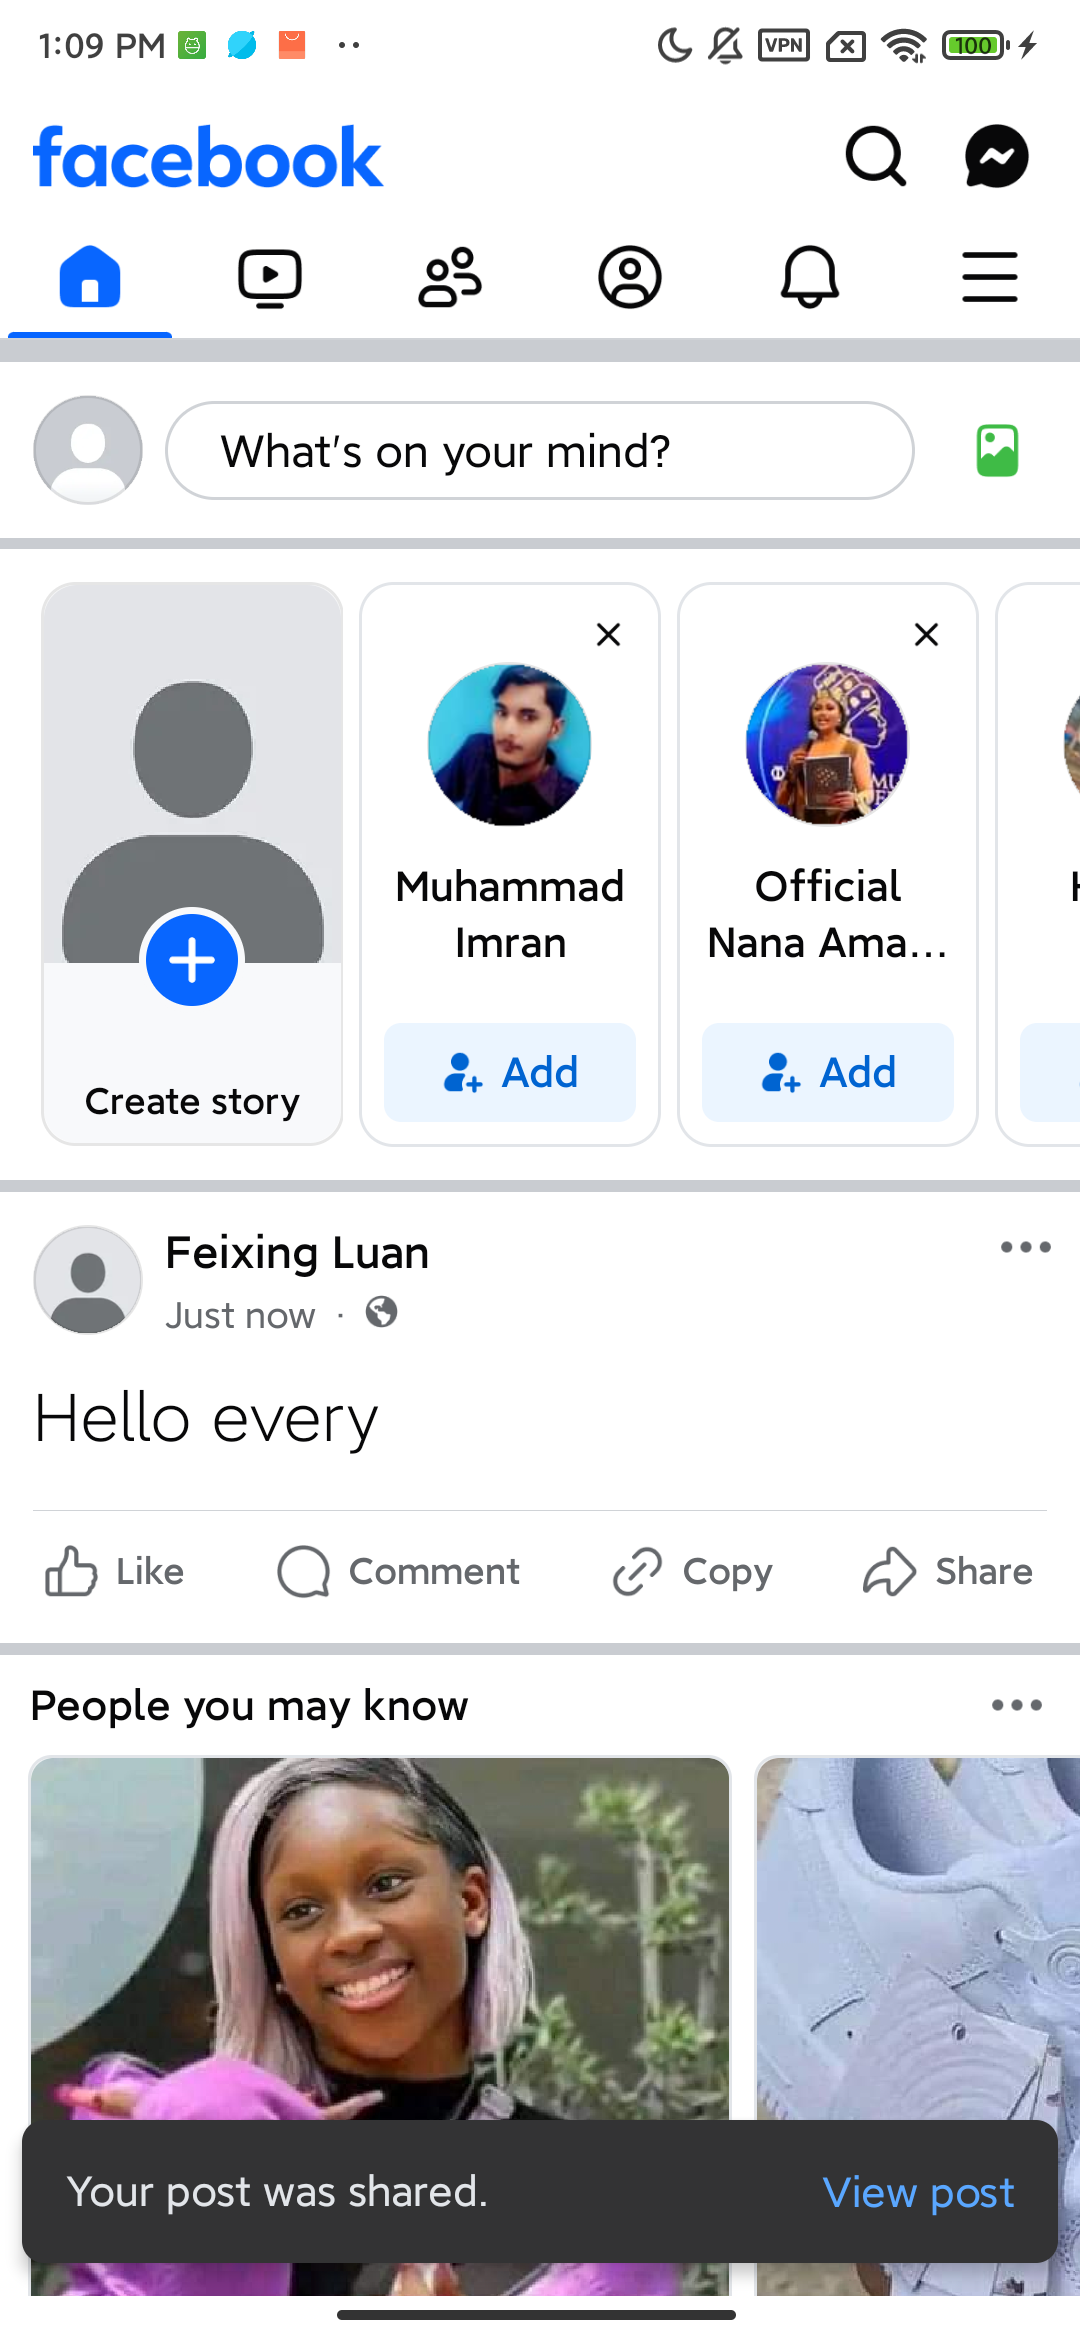 1:09 PM
VPN
100
facebook
What's on your mind?
Create story
Muhammad
Imran
Add
Official
Nana Ama...
Add
Feixing Luan
Just now ·
Hello every
Like
Comment
Copy
Share
People you may know
Your post was shared.
View post